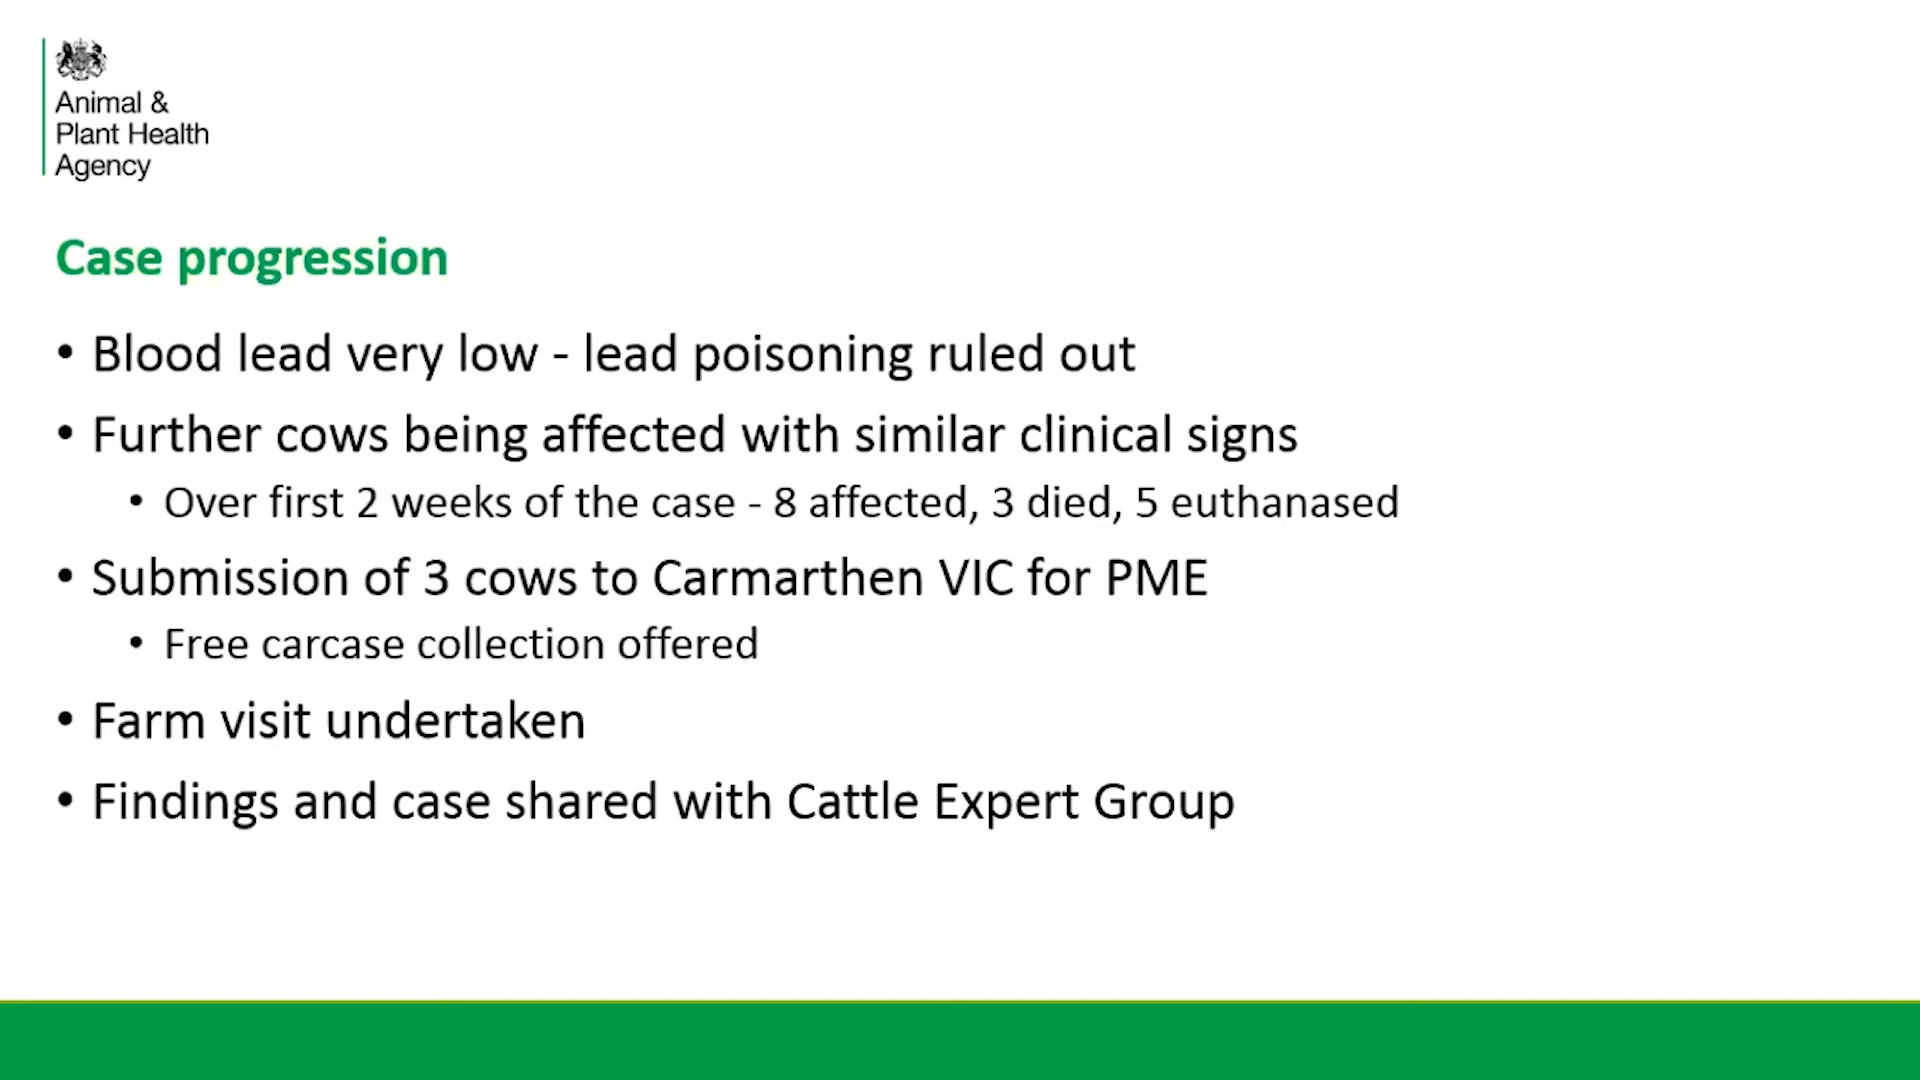 Animal &
Plant Health
Agency
Case progression
• Blood lead very low - lead poisoning ruled out
• Further cows being affected with similar clinical signs
• Over first 2 weeks of the case - 8 affected, 3 died, 5 euthanased
• Submission of 3 cows to Carmarthen VIC for PME
• Free carcase collection offered
• Farm visit undertaken
• Findings and case shared with Cattle Expert Group